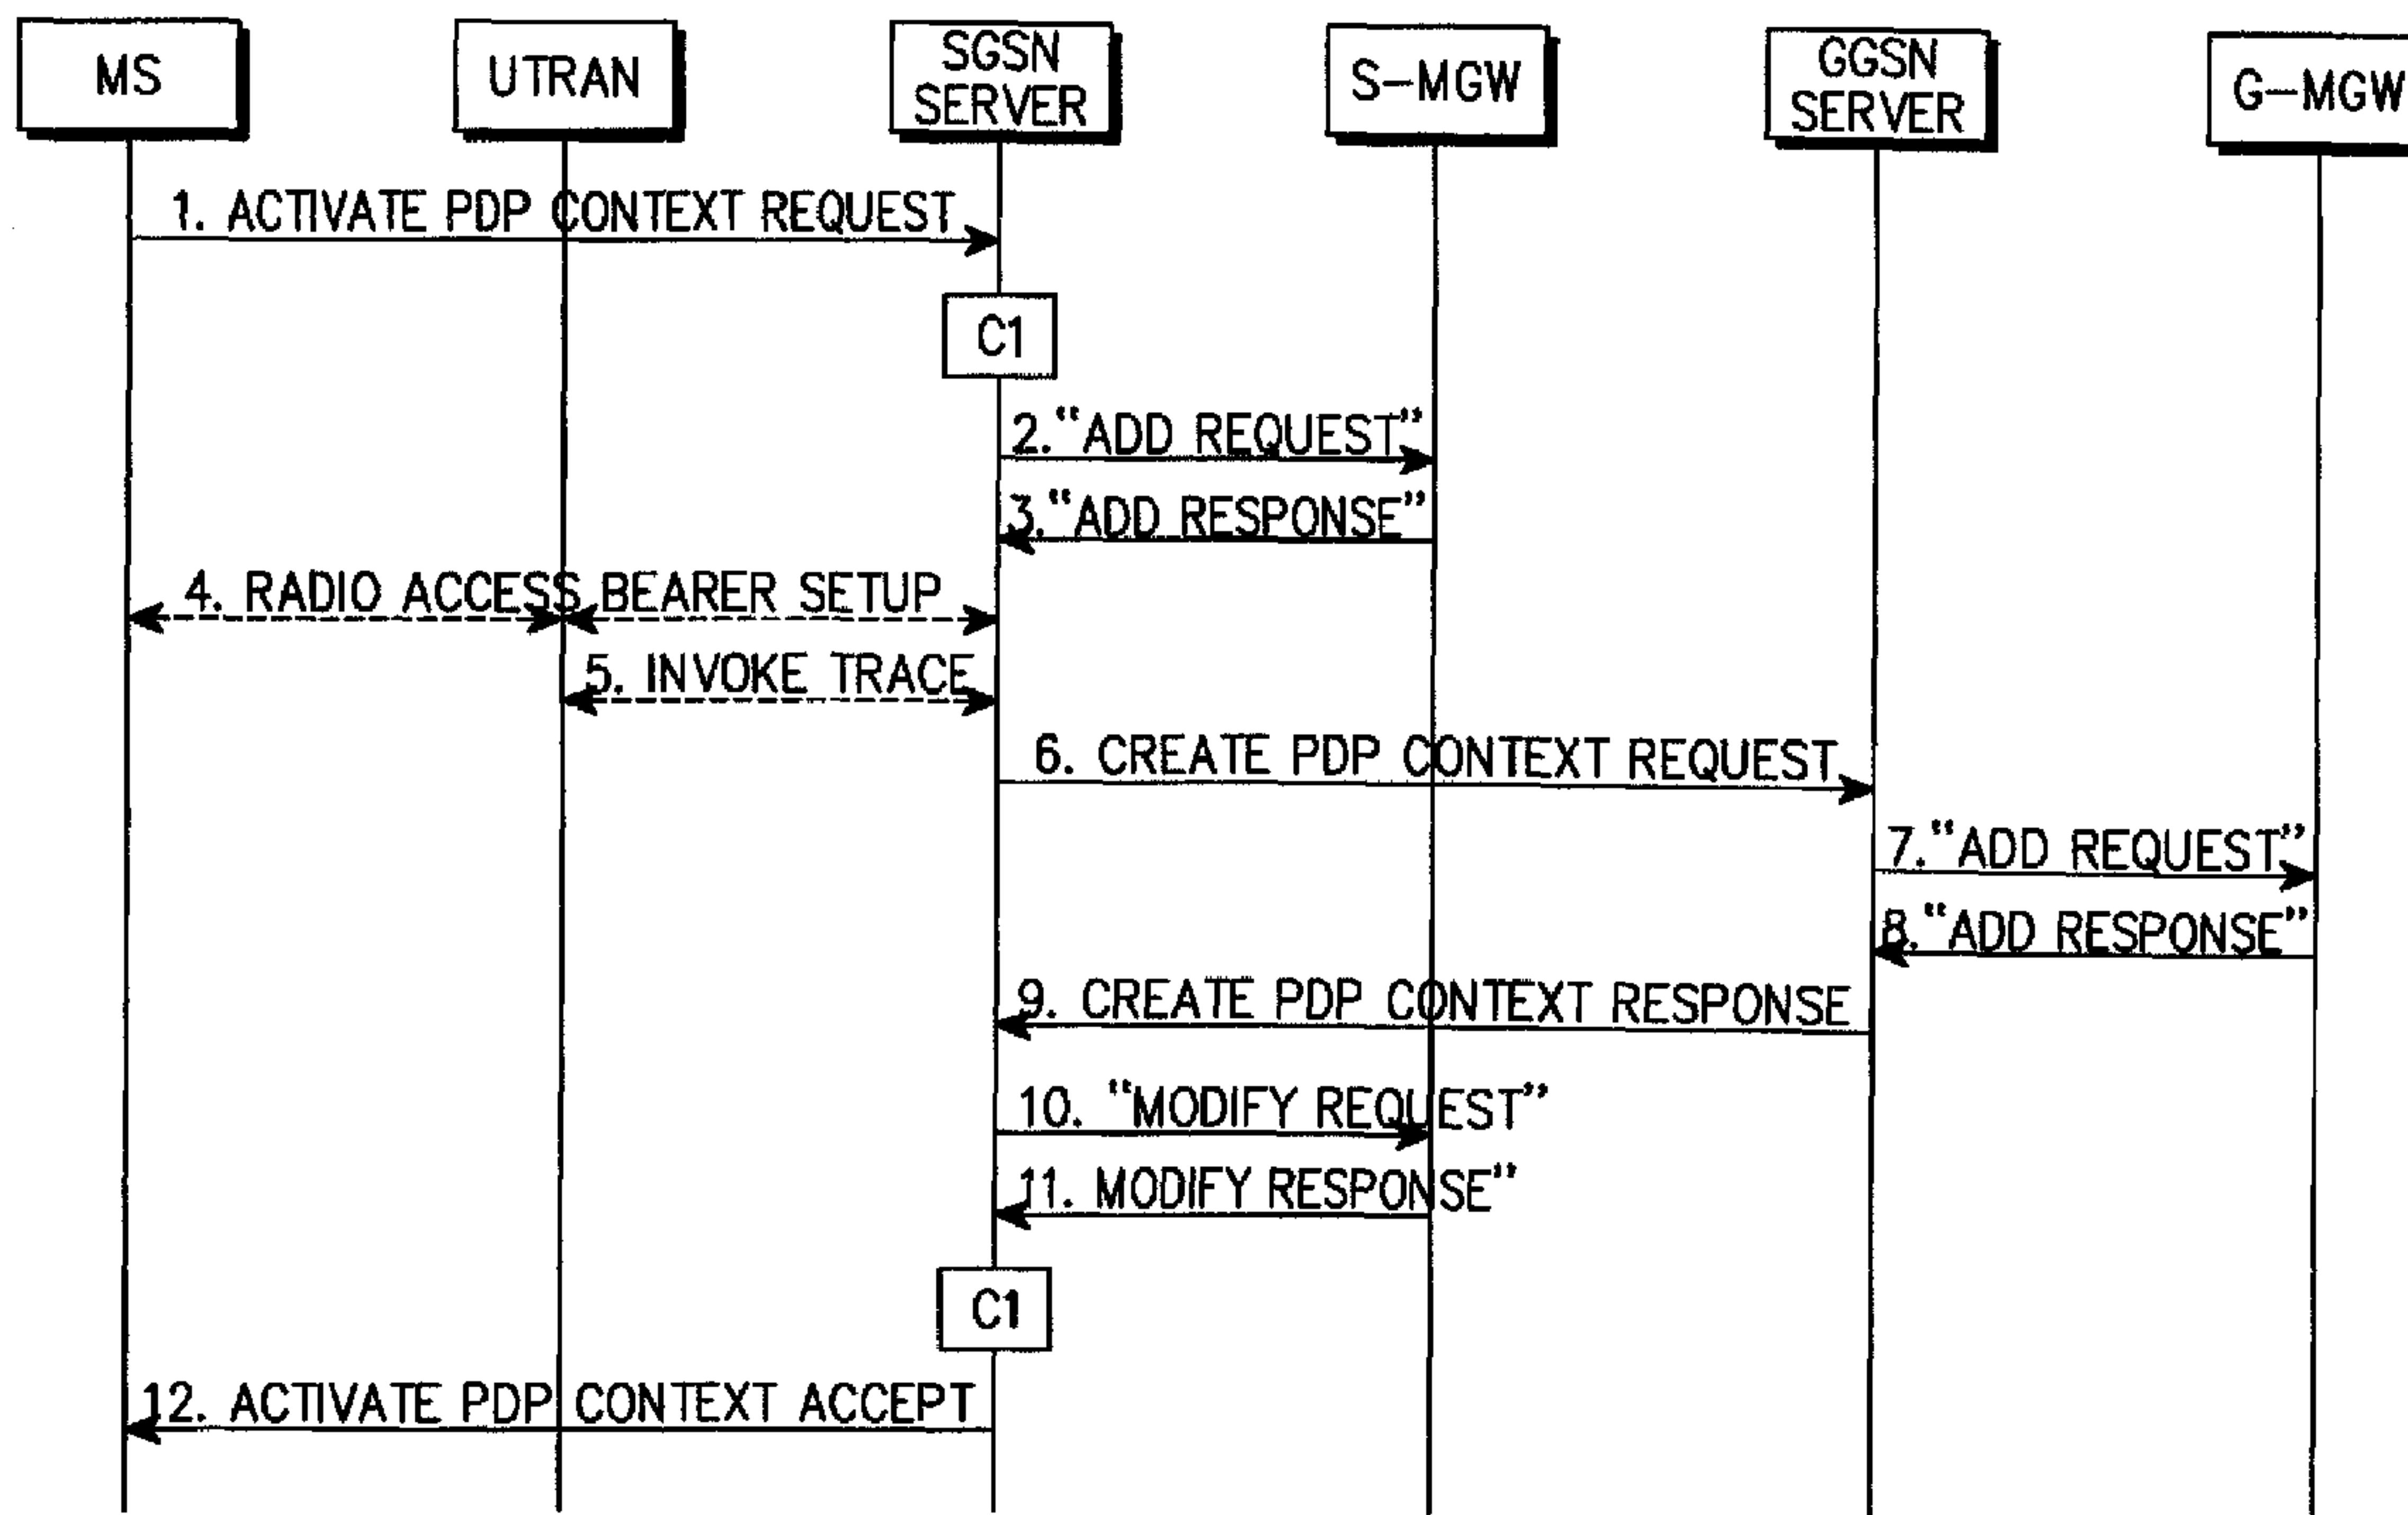 MS
UTRAN
SGSN
SERVER
S-MGW
GGSN
SERVER
G-MGW
1. ACTIVATE PDP CONTEXT REQUEST
C1
2. “ADD REQUEST”
3. “ADD RESPONSE”
4. RADIO ACCESS BEARER SETUP
5. INVOKE TRACE
6. CREATE PDP CONTEXT REQUEST
7. “ADD REQUEST”
8. “ADD RESPONSE”
9. CREATE PDP CONTEXT RESPONSE
10. “MODIFY REQUEST”
11. MODIFY RESPONSE”
C1
12. ACTIVATE PDP CONTEXT ACCEPT